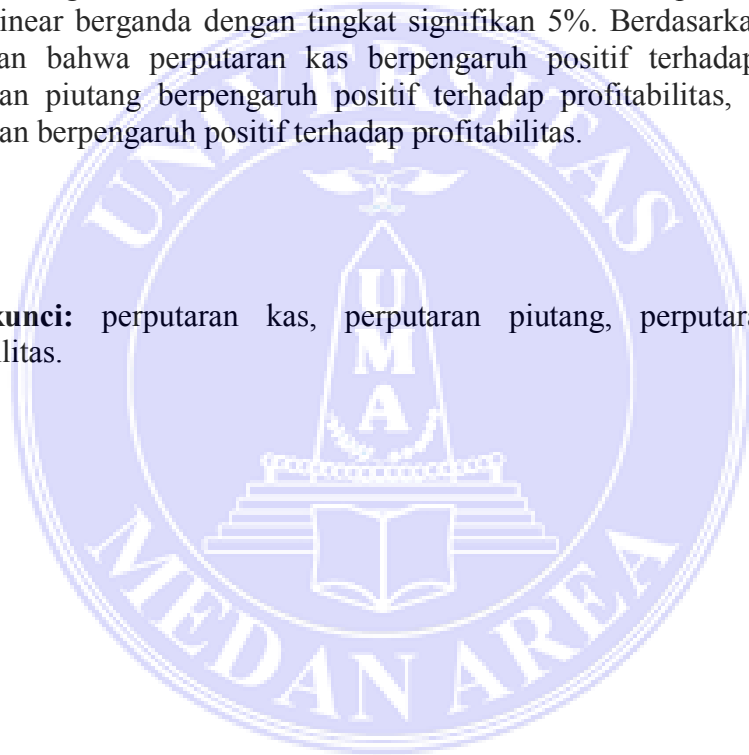 inear berganda dengan tingkat signifikan 5%. Berdasarka
an bahwa perputaran kas berpengaruh positif terhadap
an piutang berpengaruh positif terhadap profitabilitas,
an berpengaruh positif terhadap profitabilitas.
kunci: perputaran kas, perputaran piutang, perputara
litas.
UNIVERSITAS
U
M
A
MEDAN AREA